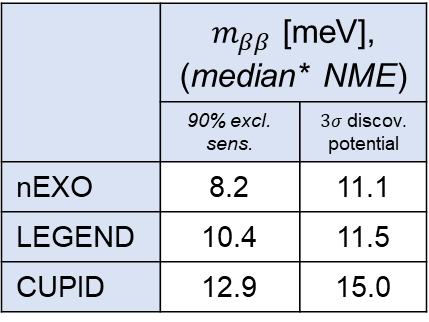 m_ββ [meV],
(median* NME)
90% excl. 3σ discov.
sens. potential
nEXO 8.2 11.1
LEGEND 10.4 11.5
CUPID 12.9 15.0